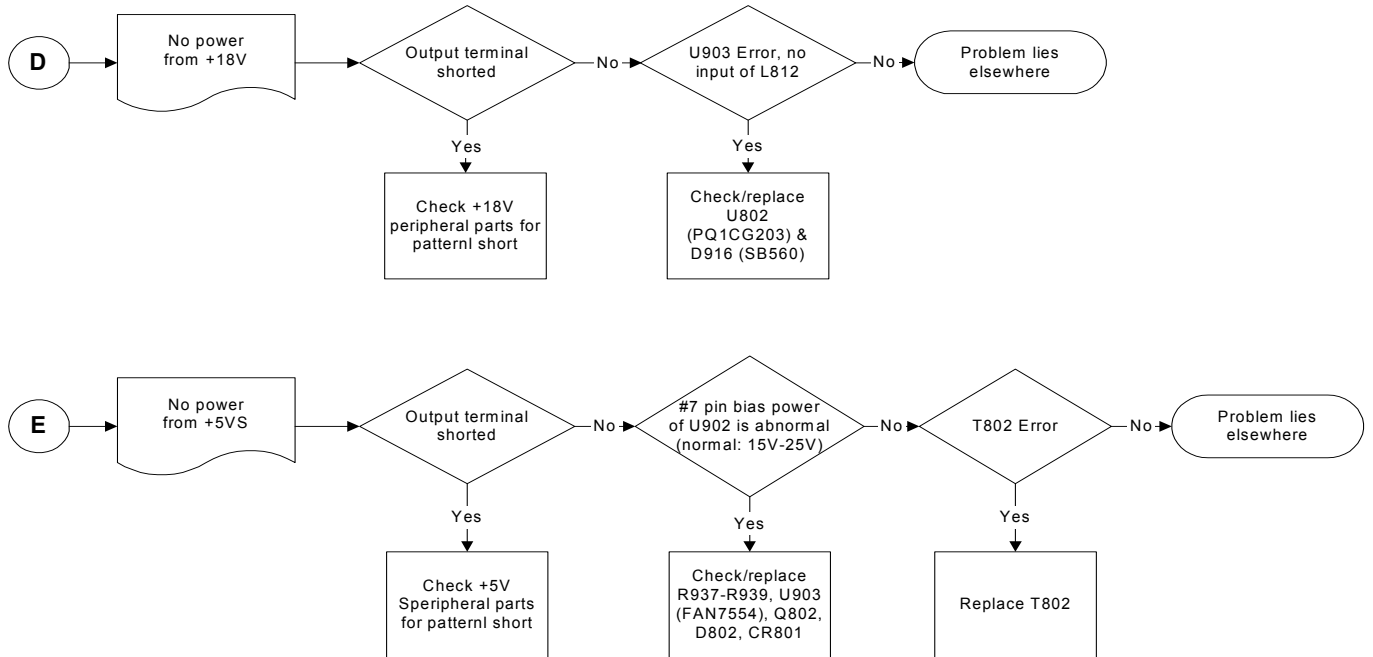 D
No power
from +18V
Output terminal
shorted
No
U903 Error, no
input of L812
No
Problem lies
elsewhere
Yes
Yes
Check +18V
peripheral parts for
patternl short
Check/replace
U802
(PQ1CG203) &
D916 (SB560)
E
No power
from +5VS
Output terminal
shorted
No
#7 pin bias power
of U902 is abnormal
(normal: 15V-25V)
No
T802 Error
No
Problem lies
elsewhere
Yes
Yes
Yes
Check +5V
Speripheral parts
for patternl short
Check/replace
R937-R939, U903
(FAN7554), Q802,
D802, CR801
Replace T802